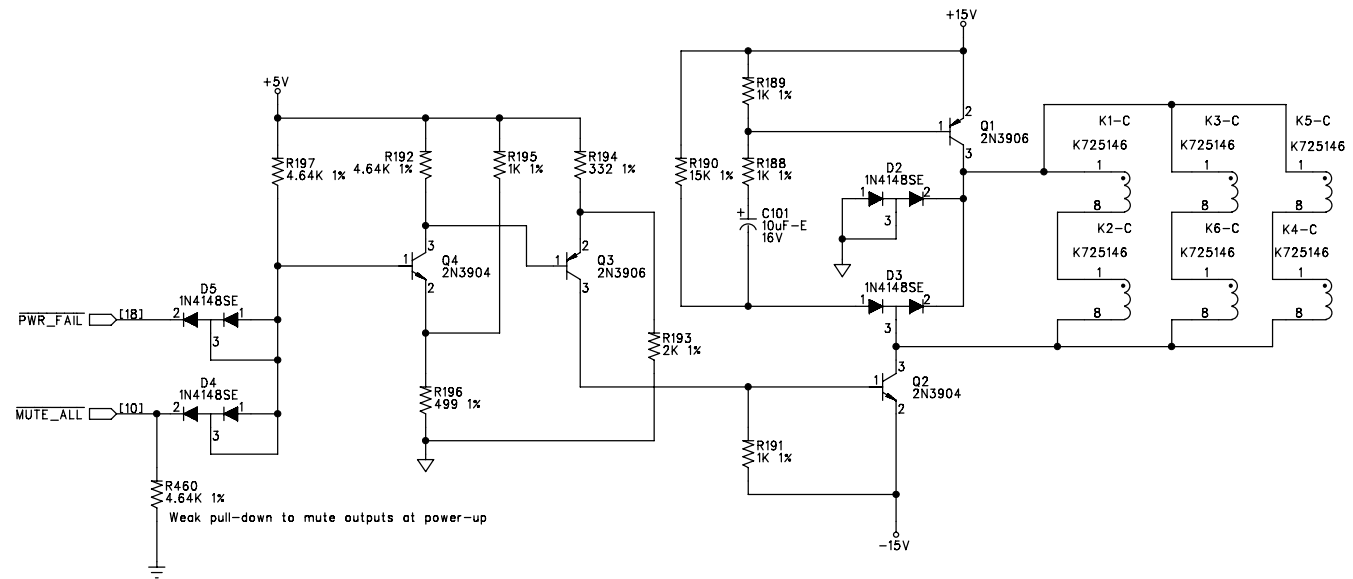 +15V
R189
1K 1%
+5V
2
1
Q1
2N3906
3
K1-C
K3-C
K5-C
K725146
K725146
K725146
R197
4.64K 1%
R192
4.64K 1%
R195
1K 1%
R194
332 1%
R190
15K 1%
R188
1K 1%
D2
1N4148SE
1
2
3
1
1
1
8
8
8
C101
10uF-E
16V
+
K2-C
K6-C
K4-C
K725146
K725146
K725146
3
1
Q4
2N3904
2
2
1
Q3
2N3906
3
D3
1N4148SE
1
2
3
1
1
1
8
8
8
D5
1N4148SE
PWR_FAIL
[18]
2
1
3
R193
2K 1%
D4
1N4148SE
MUTE_ALL
[10]
2
1
3
R196
499 1%
3
1
Q2
2N3904
2
R191
1K 1%
R460
4.64K 1%
Weak pull-down to mute outputs at power-up
-15V